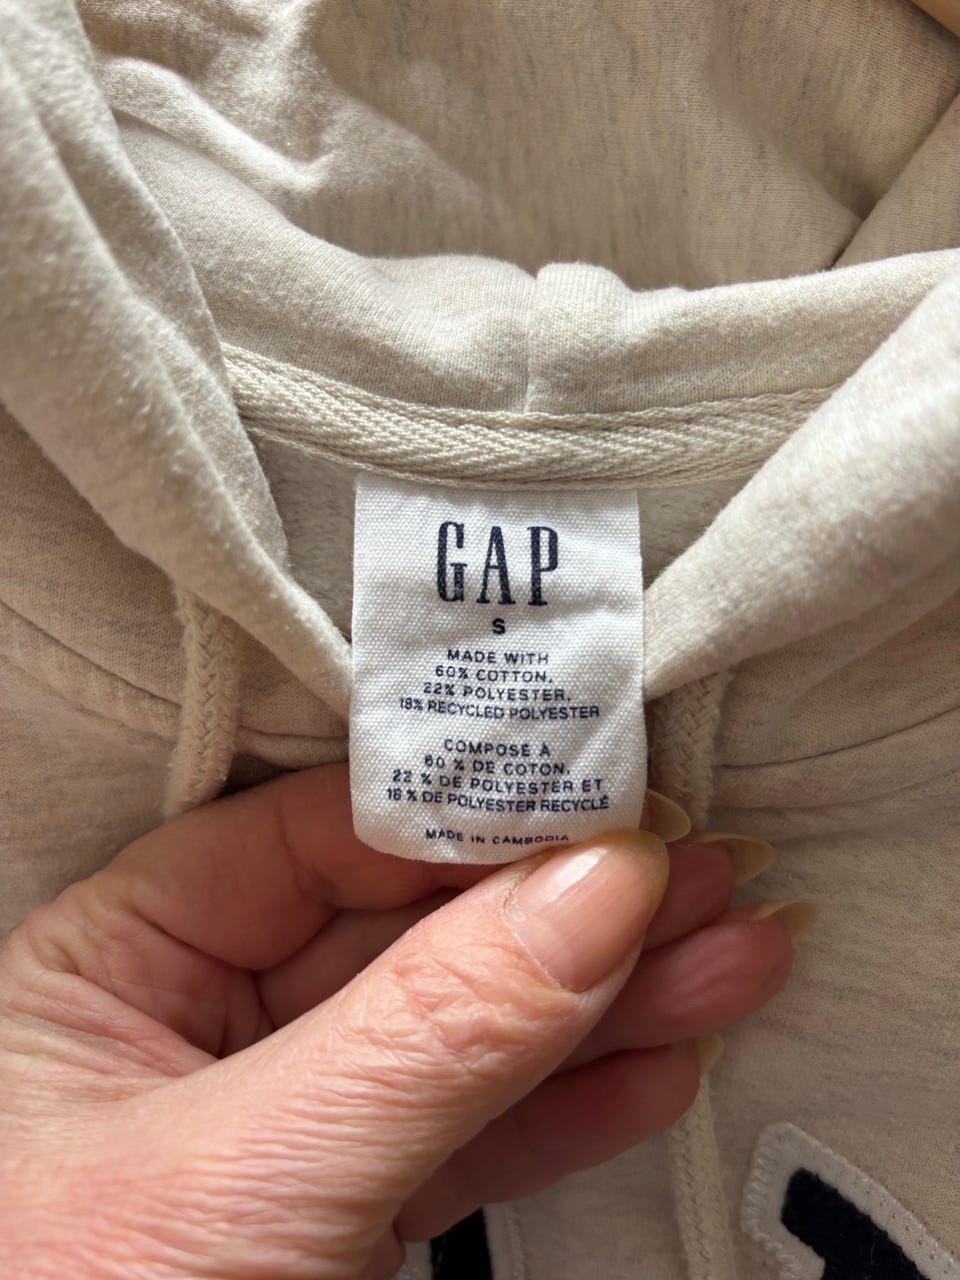 GAP
S
MADE WITH
60% COTTON,
22% POLYESTER,
18% RECYCLED POLYESTER
COMPOSÉ À
60 % DE COTON,
22 % DE POLYESTER ET
18 % DE POLYESTER RECYCLÉ
MADE IN CAMBODIA